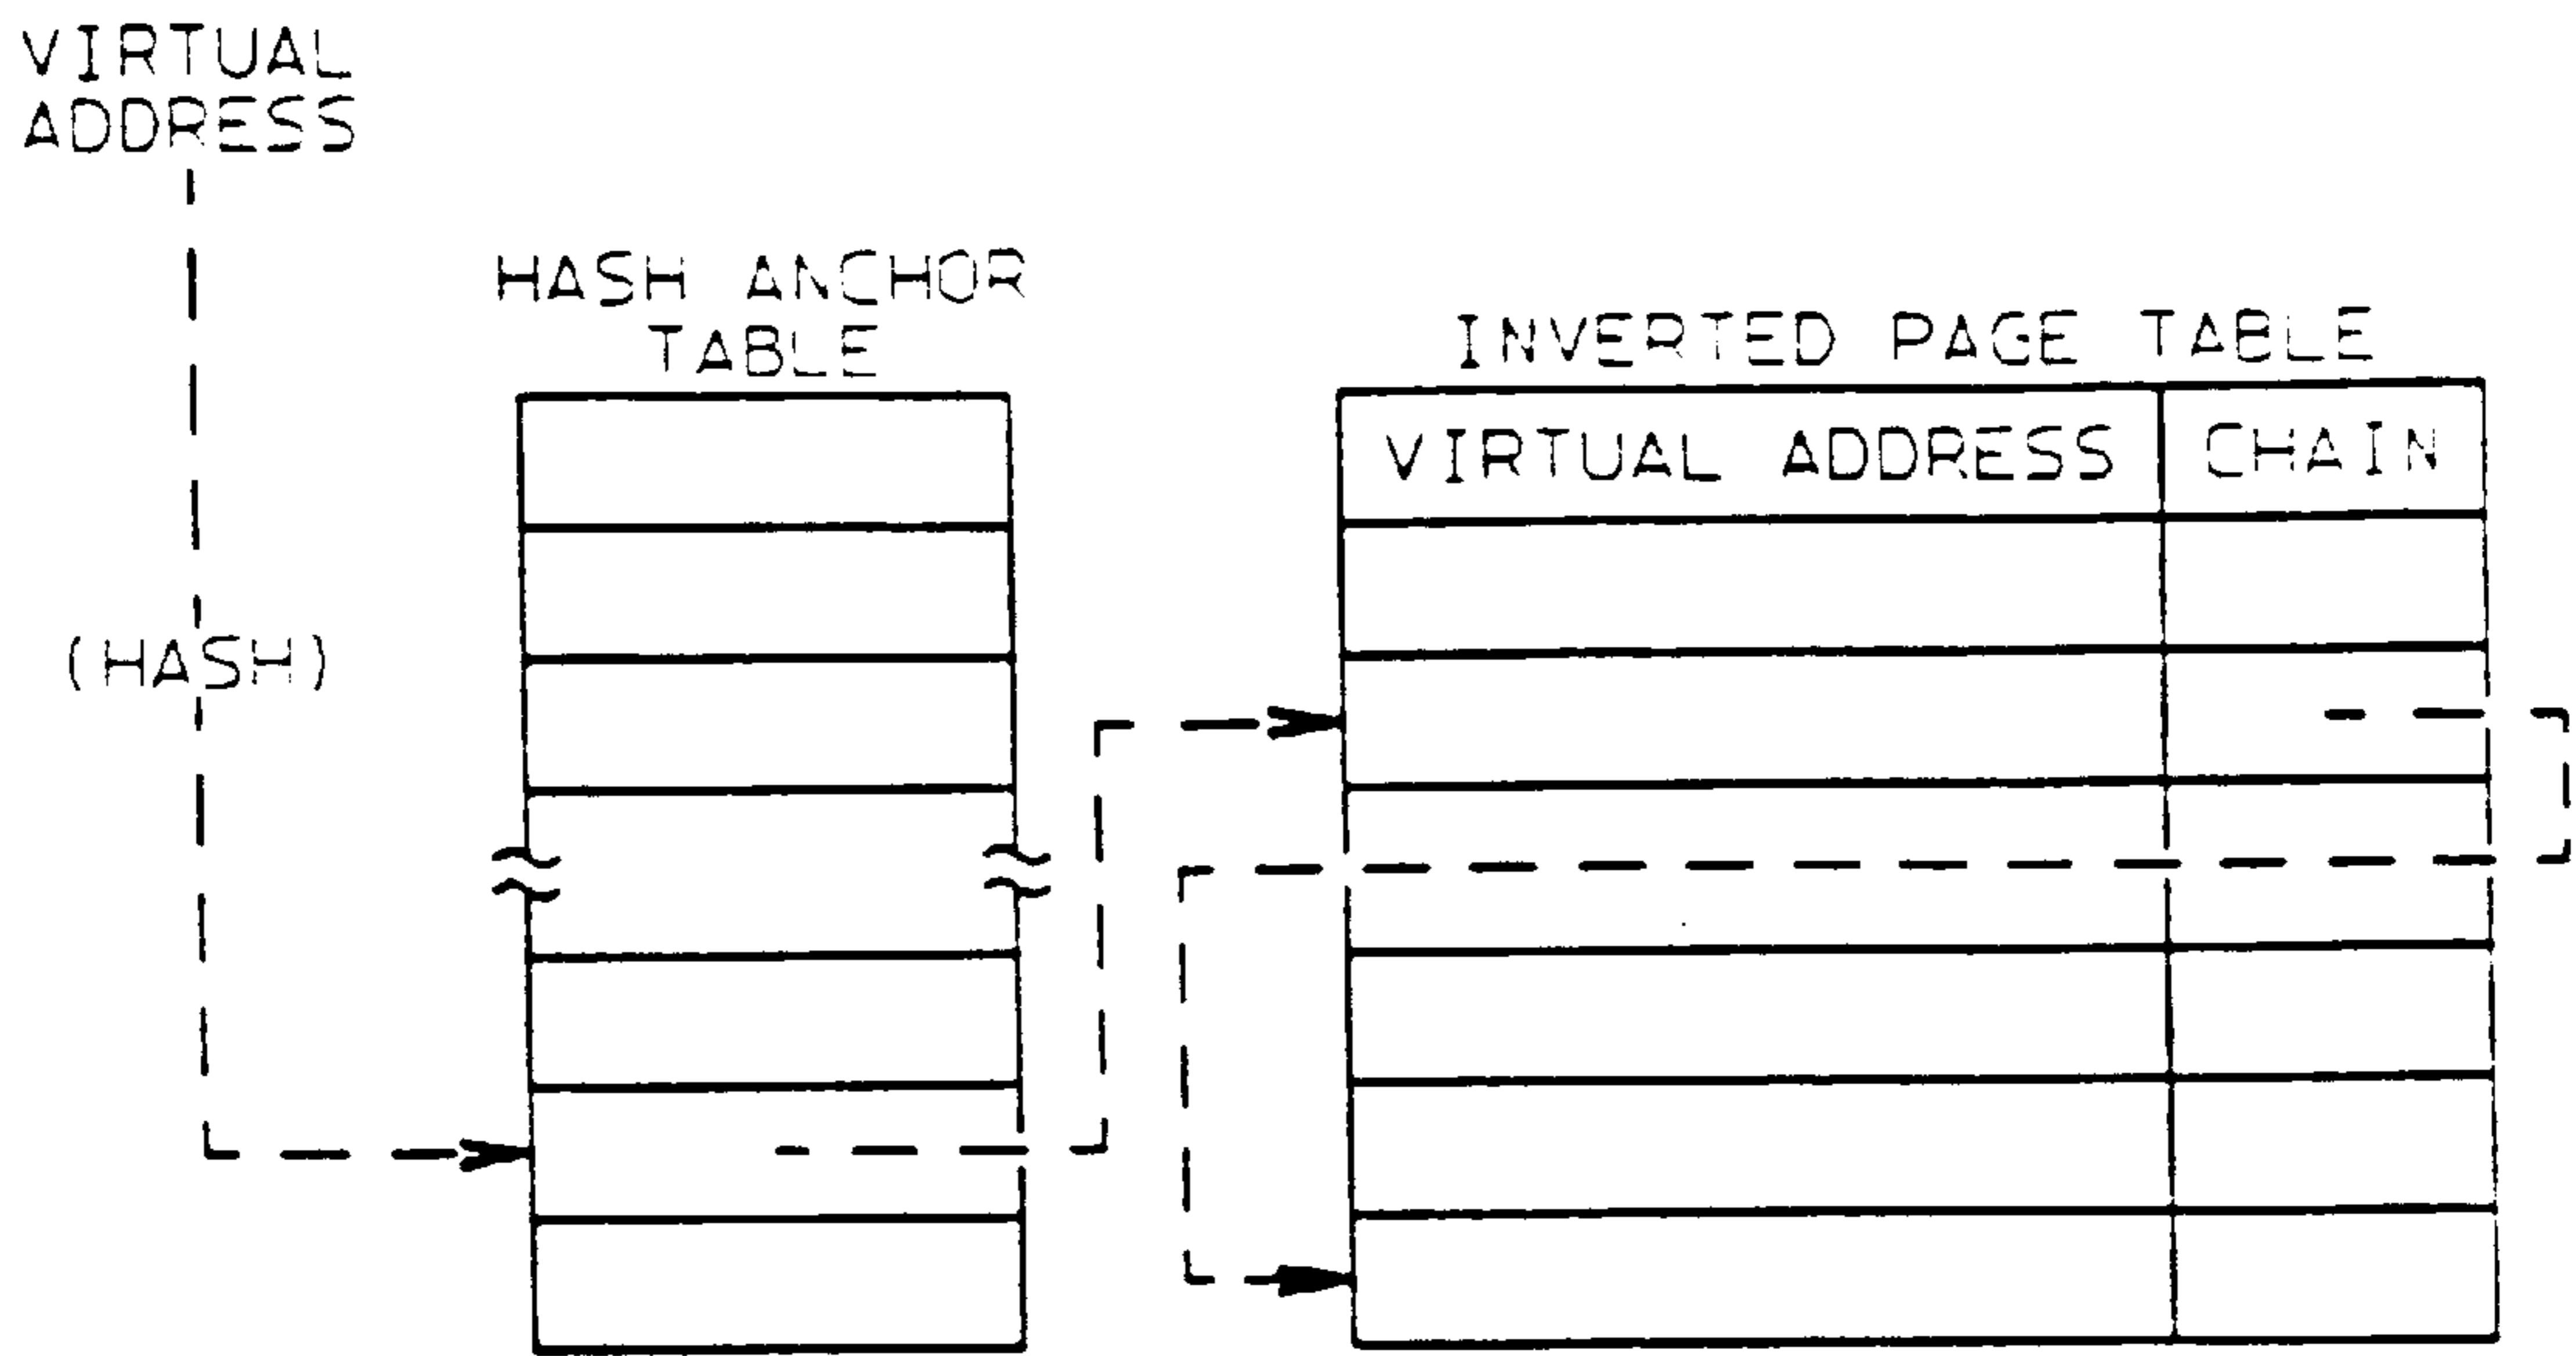 VIRTUAL
ADDRESS
HASH ANCHOR
TABLE
INVERTED PAGE TABLE
VIRTUAL ADDRESS
CHAIN
(HASH)